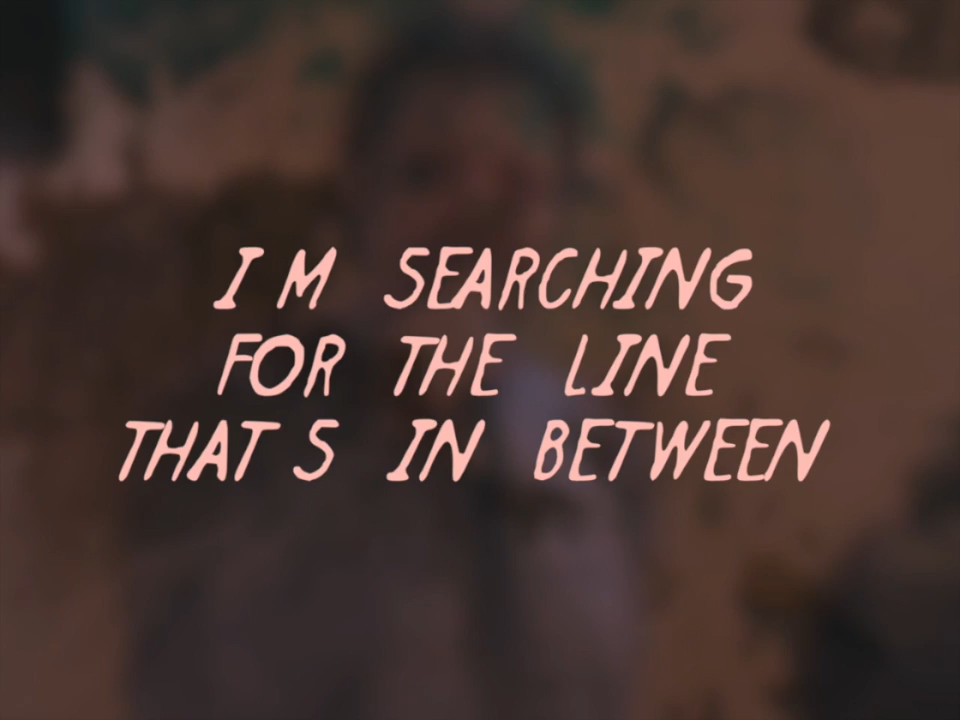 I M SEARCHING
FOR THE LINE
THAT S IN BETWEEN